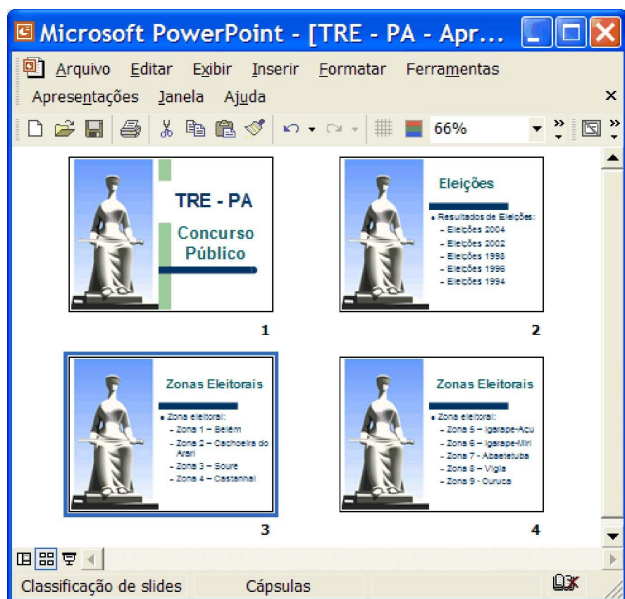 Microsoft PowerPoint - [TRE - PA - Apr...
Arquivo Editar Exibir Inserir Formatar Ferramentas
Apresentações Janela Ajuda
66%
TRE - PA
Concurso
Público
1
Eleições
Resultados de Eleições:
- Eleições 2004
- Eleições 2002
- Eleições 1998
- Eleições 1996
- Eleições 1994
2
Zonas Eleitorais
Zona eleitoral:
- Zona 1 – Belém
- Zona 2 – Cachoeira do
Arari
- Zona 3 – Soure
- Zona 4 – Castanhal
3
Zonas Eleitorais
Zona eleitoral:
- Zona 5 – Igarape-Açu
- Zona 6 – Igarape-Miri
- Zona 7 - Abaetetuba
- Zona 8 – Vigia
- Zona 9 - Curuca
4
Classificação de slides Cápsulas